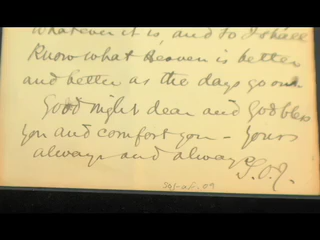 whatever it is, and so I shall
know what Heaven is better
and better as the days go on.
Good night dear and God bless
you and comfort you - yours
always and always
S.O.J.